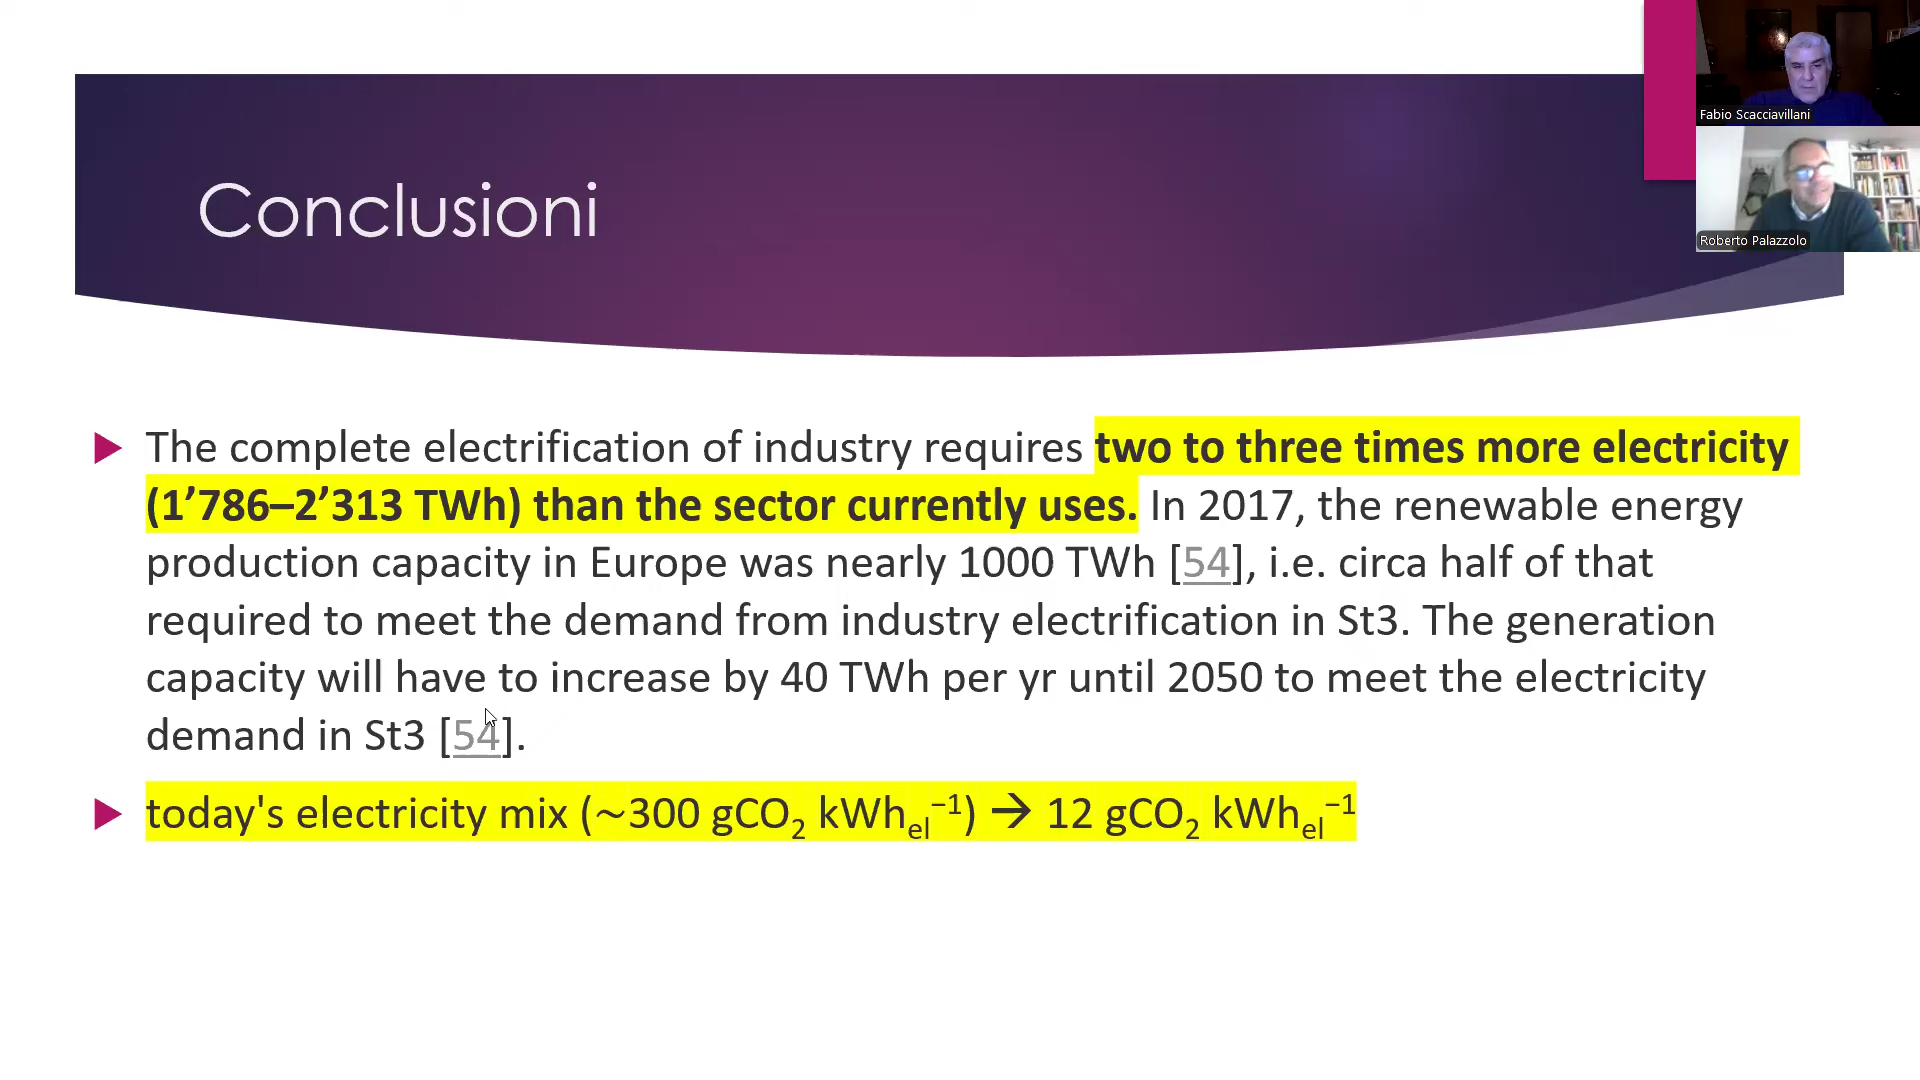 Conclusioni
Fabio Scacciavillani
Roberto Palazzolo
The complete electrification of industry requires two to three times more electricity
(1’786–2’313 TWh) than the sector currently uses. In 2017, the renewable energy
production capacity in Europe was nearly 1000 TWh [54], i.e. circa half of that
required to meet the demand from industry electrification in St3. The generation
capacity will have to increase by 40 TWh per yr until 2050 to meet the electricity
demand in St3 [54].
today's electricity mix (~300 gCO₂ kWhₑₗ⁻¹) → 12 gCO₂ kWhₑₗ⁻¹